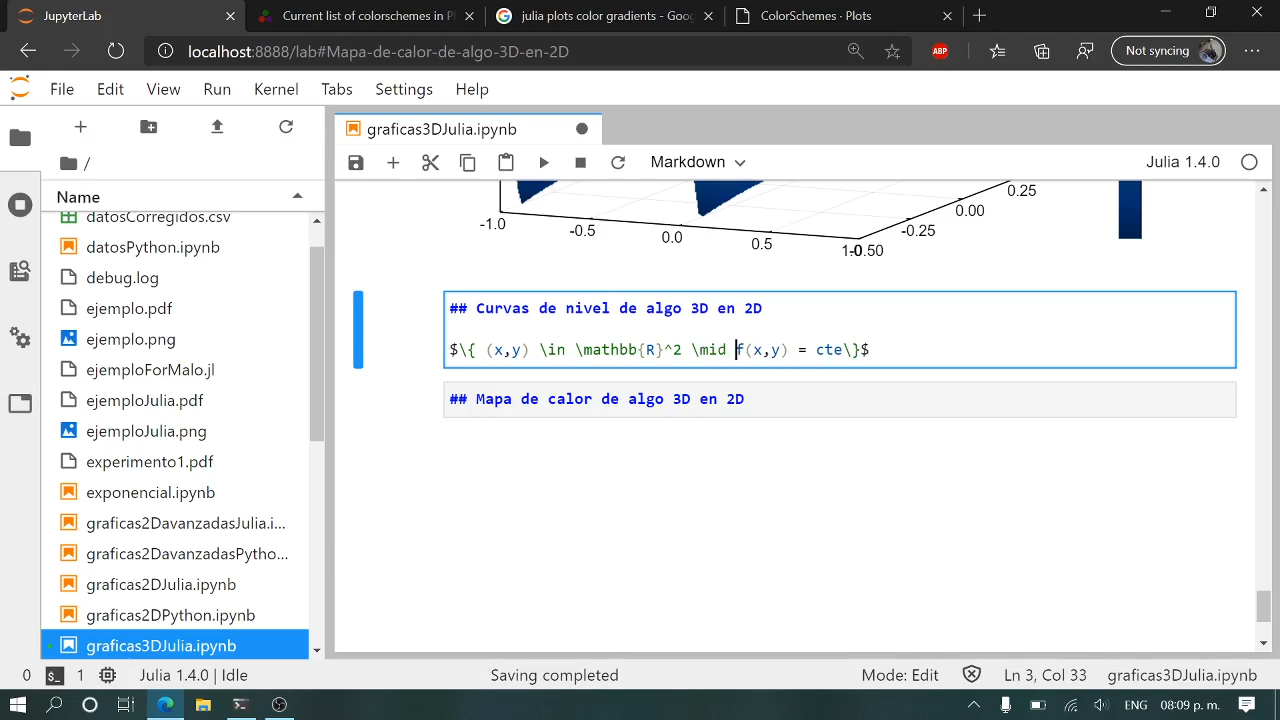 JupyterLab
Current list of colorschemes in Pl
julia plots color gradients - Goog
ColorSchemes · Plots
localhost:8888/lab#Mapa-de-calor-de-algo-3D-en-2D
ABP
Not syncing
File Edit View Run Kernel Tabs Settings Help
graficas3DJulia.ipynb
/
Markdown
Julia 1.4.0
Name
datosCorregidos.csv
datosPython.ipynb
debug.log
ejemplo.pdf
ejemplo.png
ejemploForMalo.jl
ejemploJulia.pdf
ejemploJulia.png
experimento1.pdf
exponencial.ipynb
graficas2DavanzadasJulia.i...
graficas2DavanzadasPytho...
graficas2DJulia.ipynb
graficas2DPython.ipynb
graficas3DJulia.ipynb
-1.0
-0.5
0.0
0.5
1.0
-0.50
-0.25
0.00
0.25
## Curvas de nivel de algo 3D en 2D
$\{ (x,y) \in \mathbb{R}^2 \mid f(x,y) = cte\}$
## Mapa de calor de algo 3D en 2D
0
$_
1
Julia 1.4.0 | Idle
Saving completed
Mode: Edit
Ln 3, Col 33
graficas3DJulia.ipynb
ENG
08:09 p. m.